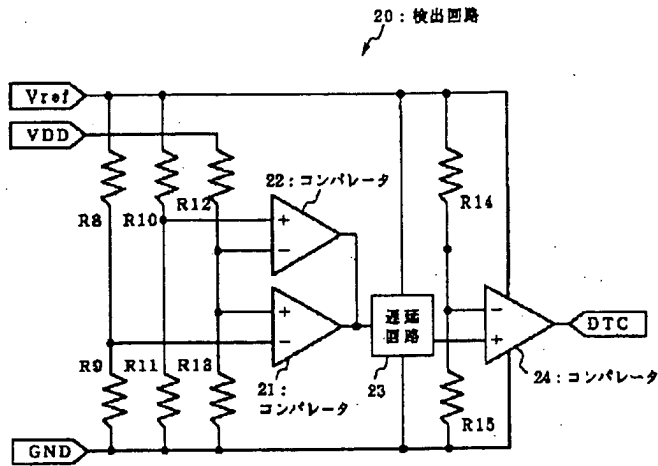 20：検出回路
Vref
VDD
22：コンパレータ
R8
R10
R12
R14
+
−
+
−
遅延
回路
−
+
DTC
R9
R11
R13
21：
コンパレータ
23
24：コンパレータ
R15
GND